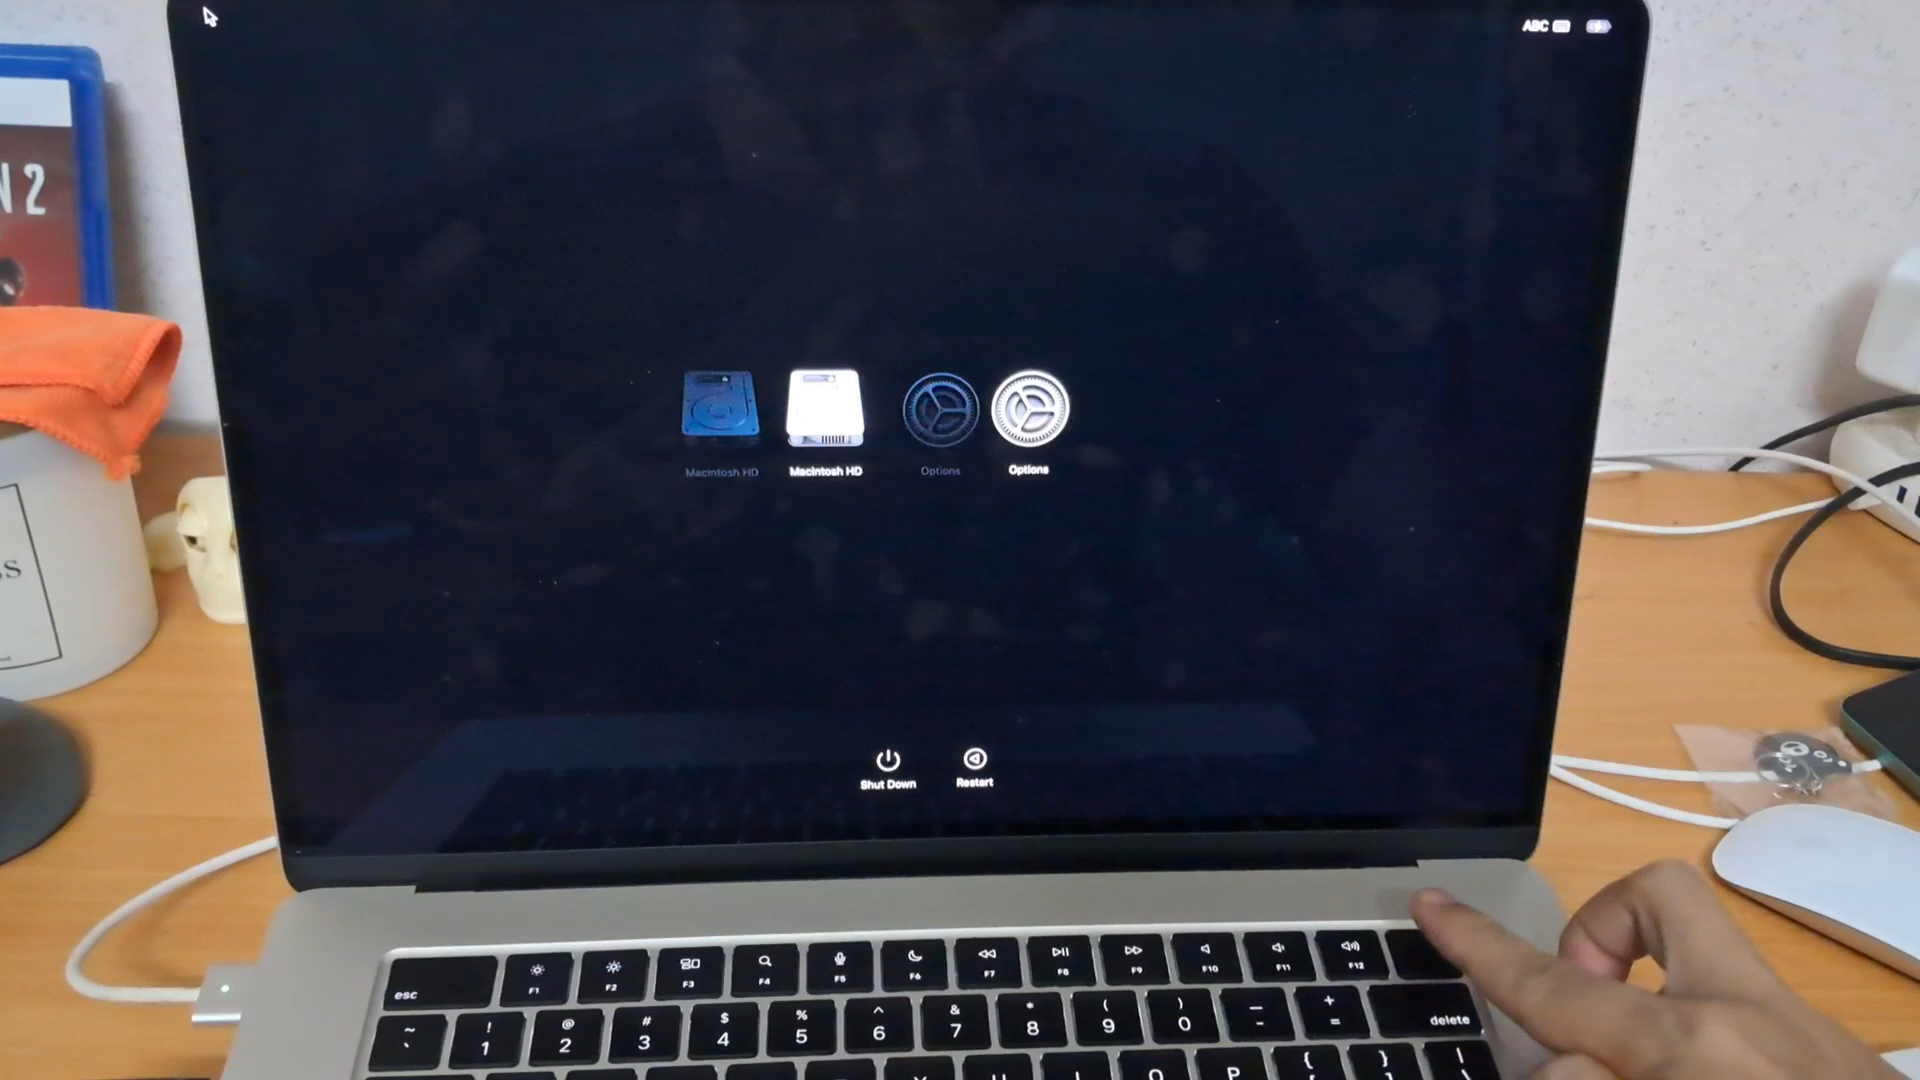 ABC
N 2
Macintosh HD
Macintosh HD
Options
Options
Shut Down
Restart
esc
F1
F2
F3
F4
F5
F6
F7
F8
F9
F10
F11
F12
~ `
! 1
@ 2
# 3
$ 4
% 5
^ 6
& 7
* 8
( 9
) 0
— -
+ =
delete
O
P
{ [
} ]
| \